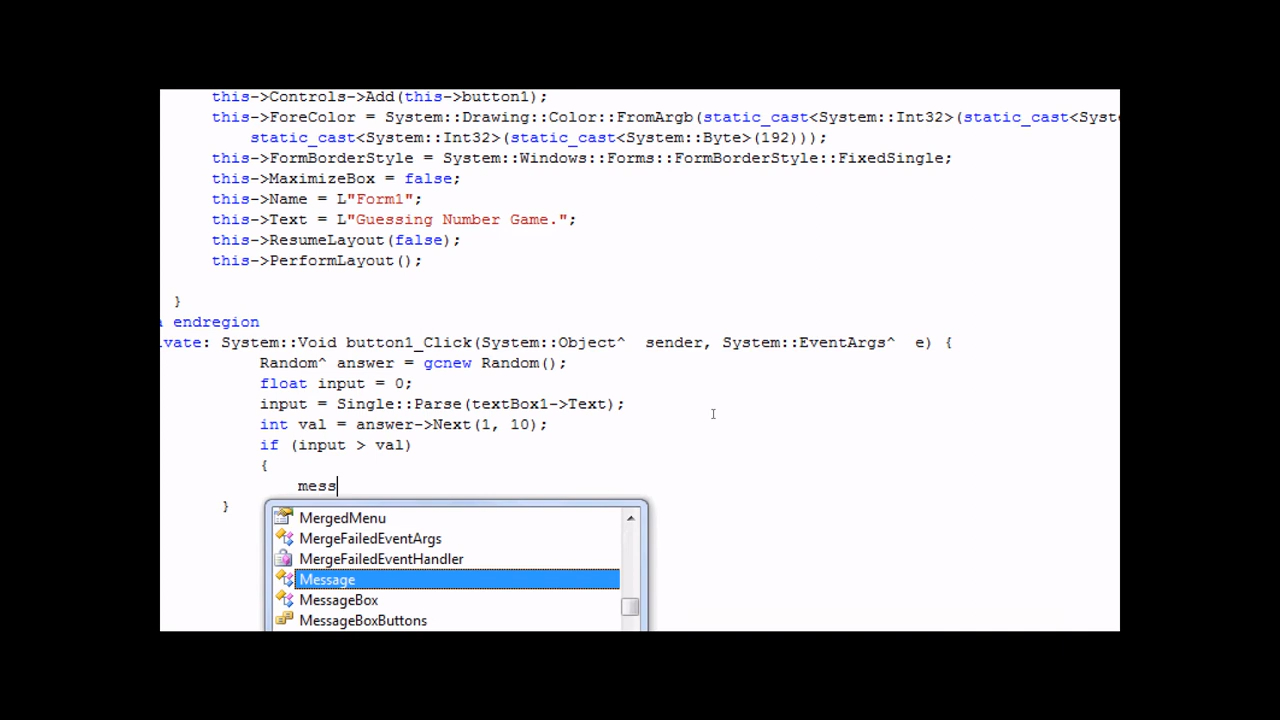 this->Controls->Add(this->button1);
this->ForeColor = System::Drawing::Color::FromArgb(static_cast<System::Int32>(static_cast<Syst
static_cast<System::Int32>(static_cast<System::Byte>(192)));
this->FormBorderStyle = System::Windows::Forms::FormBorderStyle::FixedSingle;
this->MaximizeBox = false;
this->Name = L"Form1";
this->Text = L"Guessing Number Game.";
this->ResumeLayout(false);
this->PerformLayout();
}
a endregion
ivate: System::Void button1_Click(System::Object^ sender, System::EventArgs^ e) {
Random^ answer = gcnew Random();
float input = 0;
input = Single::Parse(textBox1->Text);
int val = answer->Next(1, 10);
if (input > val)
{
mess
}
MergedMenu
MergeFailedEventArgs
MergeFailedEventHandler
Message
MessageBox
MessageBoxButtons